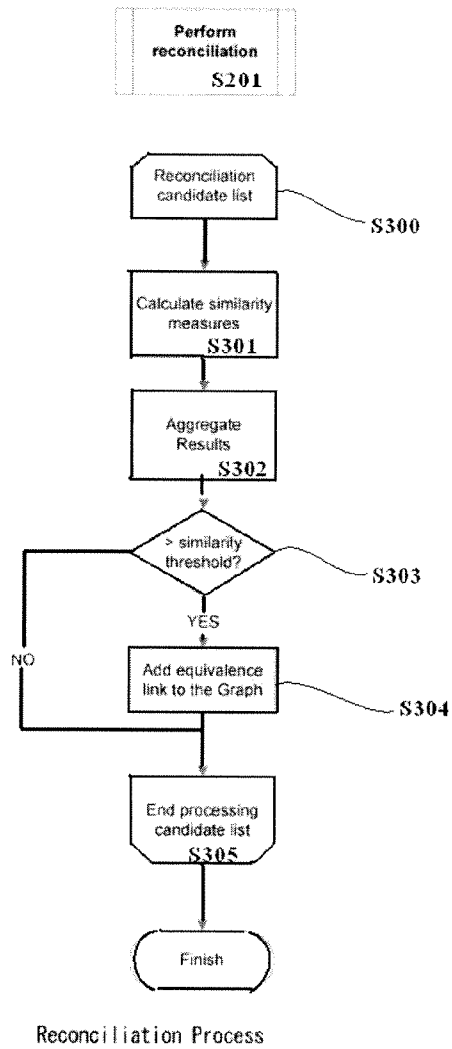 Perform
reconciliation
S201
Reconciliation
candidate list
S300
Calculate similarity
measures
S301
Aggregate
Results
S302
> similarity
threshold?
S303
YES
NO
Add equivalence
link to the Graph
S304
End processing
candidate list
S305
Finish
Reconciliation Process